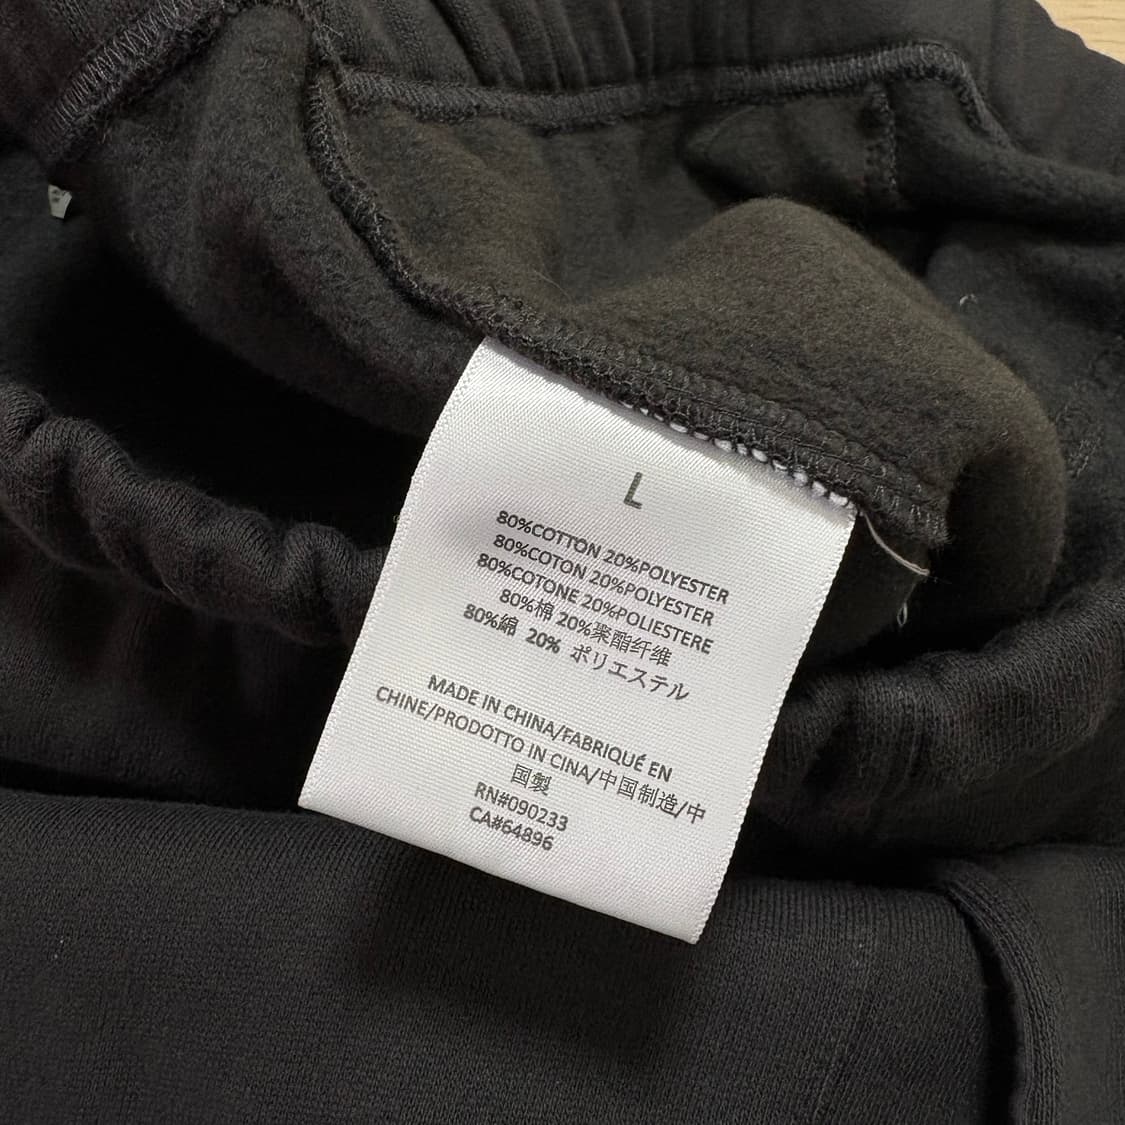 L
80%COTTON 20%POLYESTER
80%COTON 20%POLYESTER
80%COTONE 20%POLIESTERE
80%棉 20%聚酯纤维
80%綿 20% ポリエステル
MADE IN CHINA/FABRIQUÉ EN
CHINE/PRODOTTO IN CINA/中国制造/中
国製
RN#090233
CA#64896